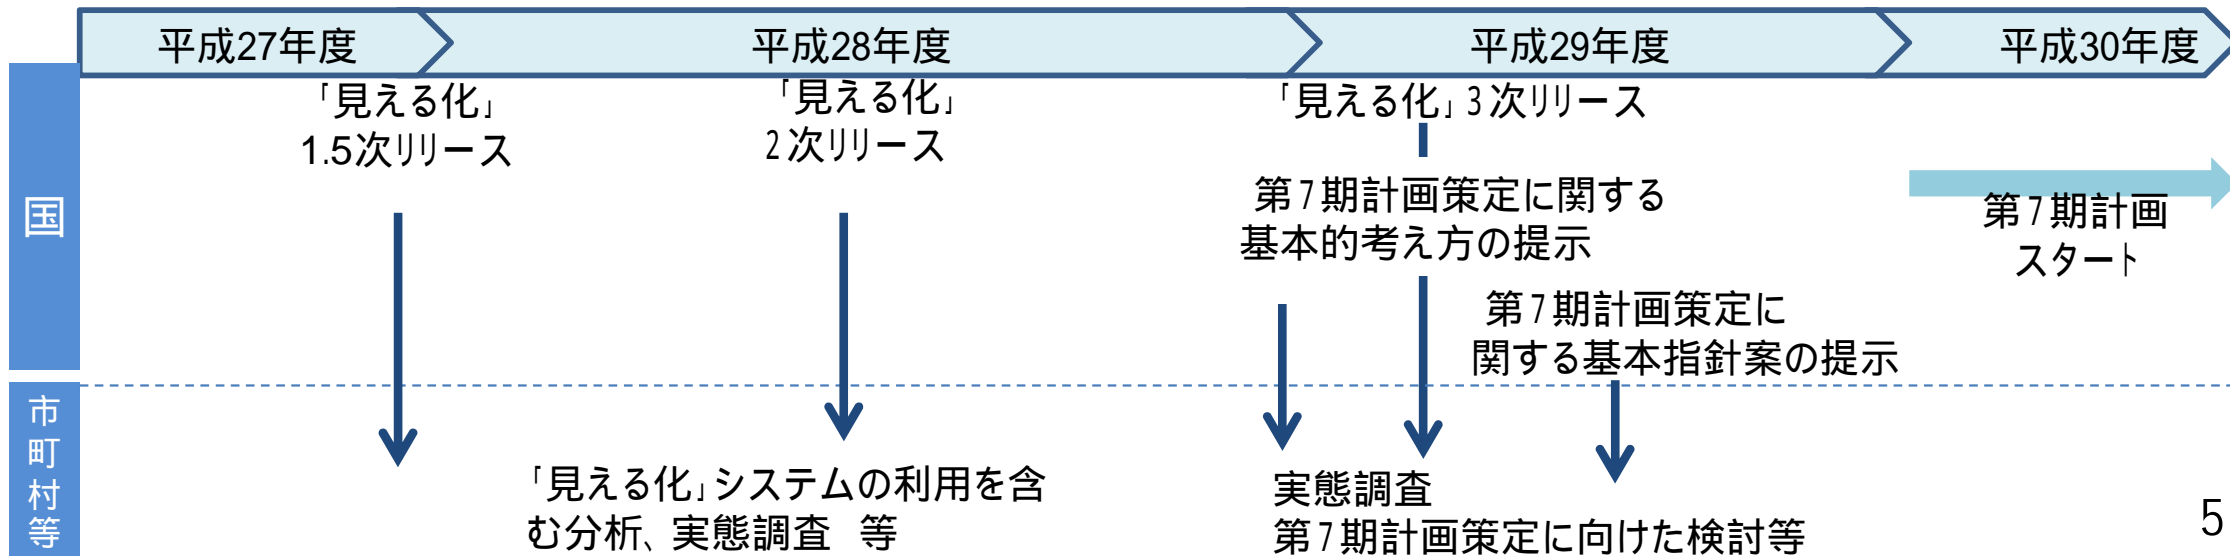 平成27年度
平成28年度
平成29年度
平成30年度
国
「見える化」
1.5次リリース
「見える化」
2次リリース
「見える化」3次リリース
第7期計画策定に関する
基本的考え方の提示
第7期計画策定に
関する基本指針案の提示
第7期計画
スタート
市町村等
「見える化」システムの利用を含
む分析、実態調査 等
実態調査
第7期計画策定に向けた検討等
5